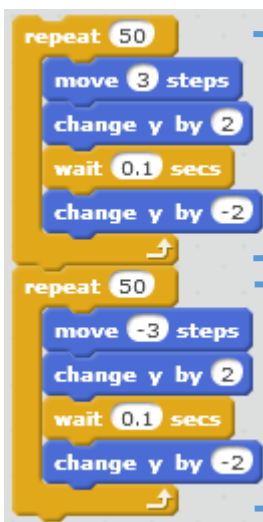 repeat 50
move 3 steps
change y by 2
wait 0.1 secs
change y by -2
repeat 50
move -3 steps
change y by 2
wait 0.1 secs
change y by -2